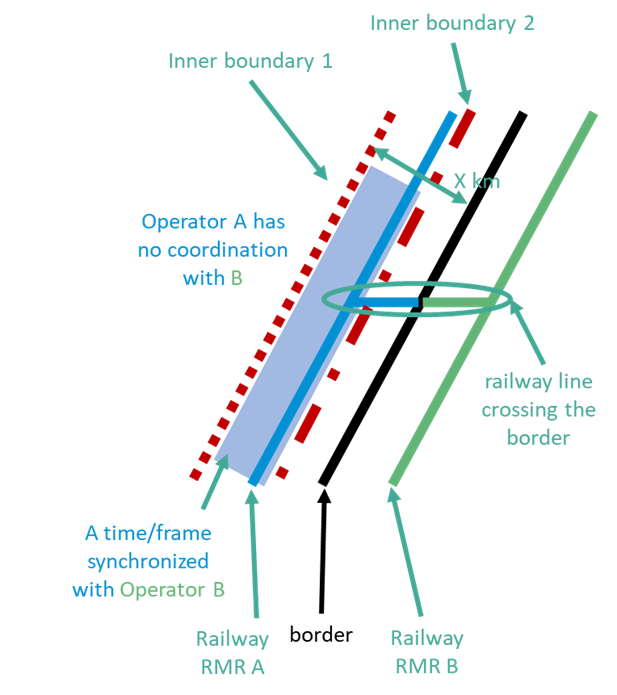 Inner boundary 2
Inner boundary 1
X km
Operator A has
no coordination
with B
railway line
crossing the
border
A time/frame
synchronized
with Operator B
border
Railway
RMR A
Railway
RMR B